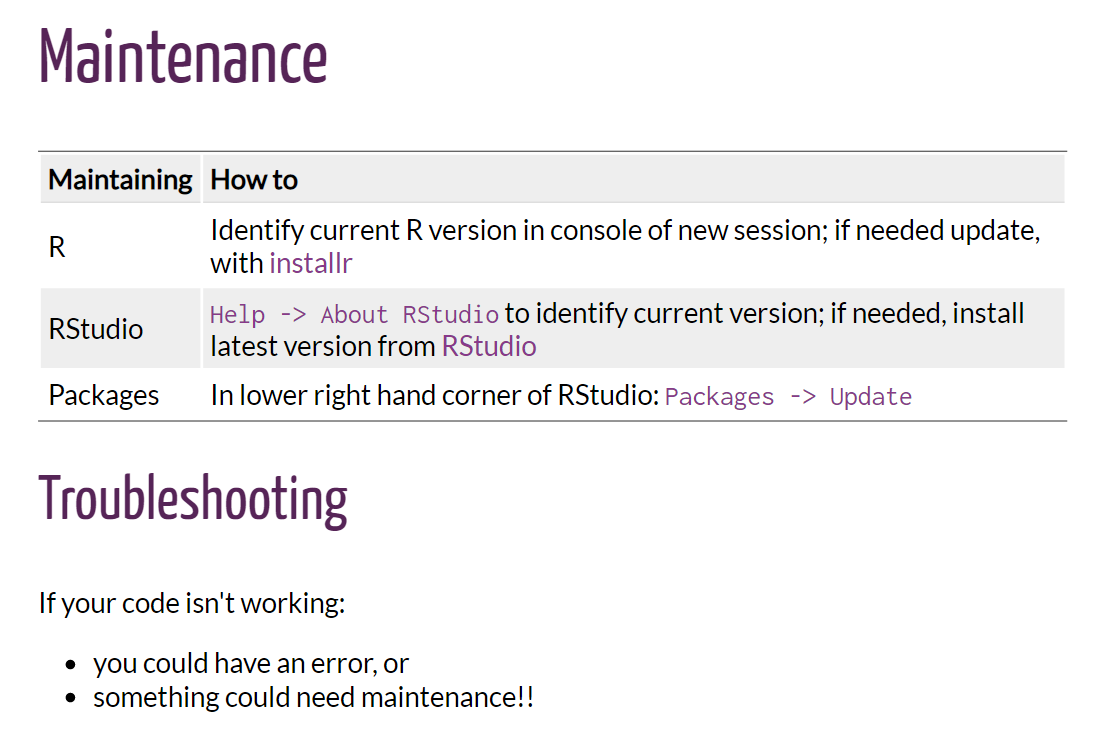 Maintenance
Maintaining How to
R Identify current R version in console of new session; if needed update,
with installr
RStudio Help -> About RStudio to identify current version; if needed, install
latest version from RStudio
Packages In lower right hand corner of RStudio: Packages -> Update
Troubleshooting
If your code isn't working:
• you could have an error, or
• something could need maintenance!!